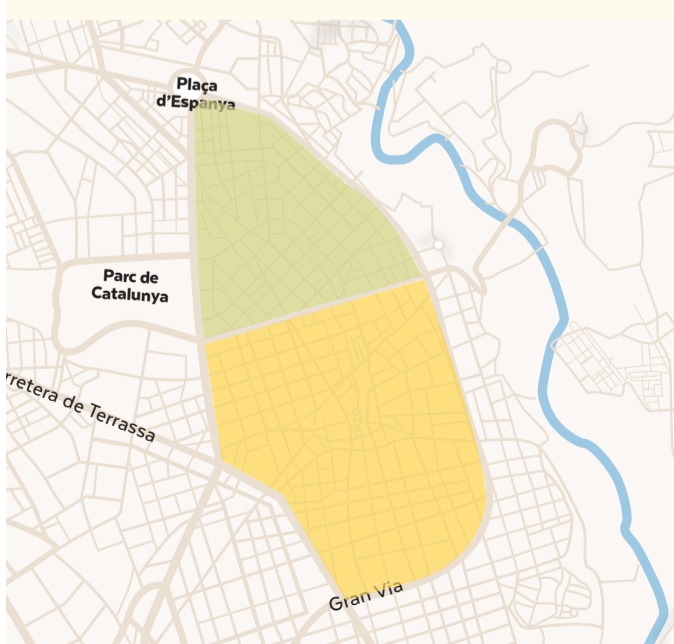 Plaça
d'Espanya
Parc de
Catalunya
rretera de Terrassa
Gran Via